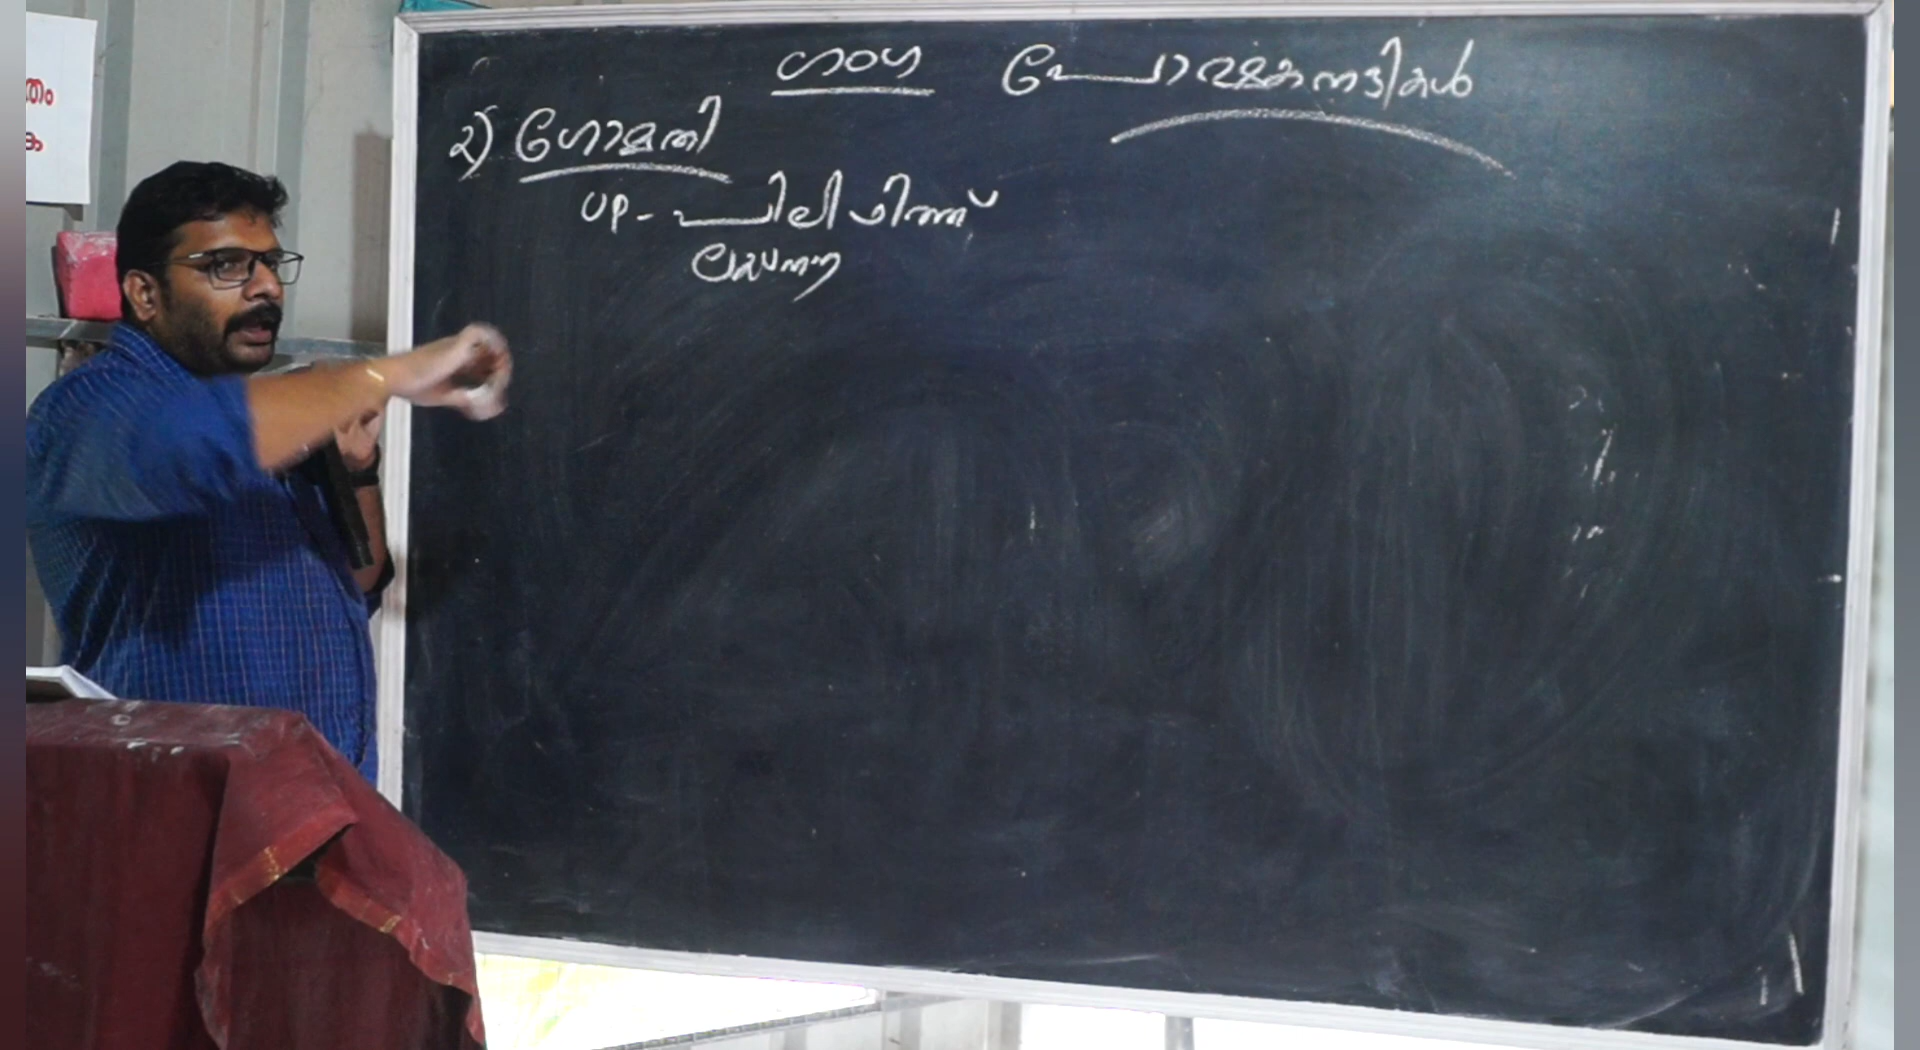 തം
ക
ഗംഗ പോഷകനദികൾ
2) ഗോമതി
UP - പിലിഭിത്ത്
ലഖ്നൗ